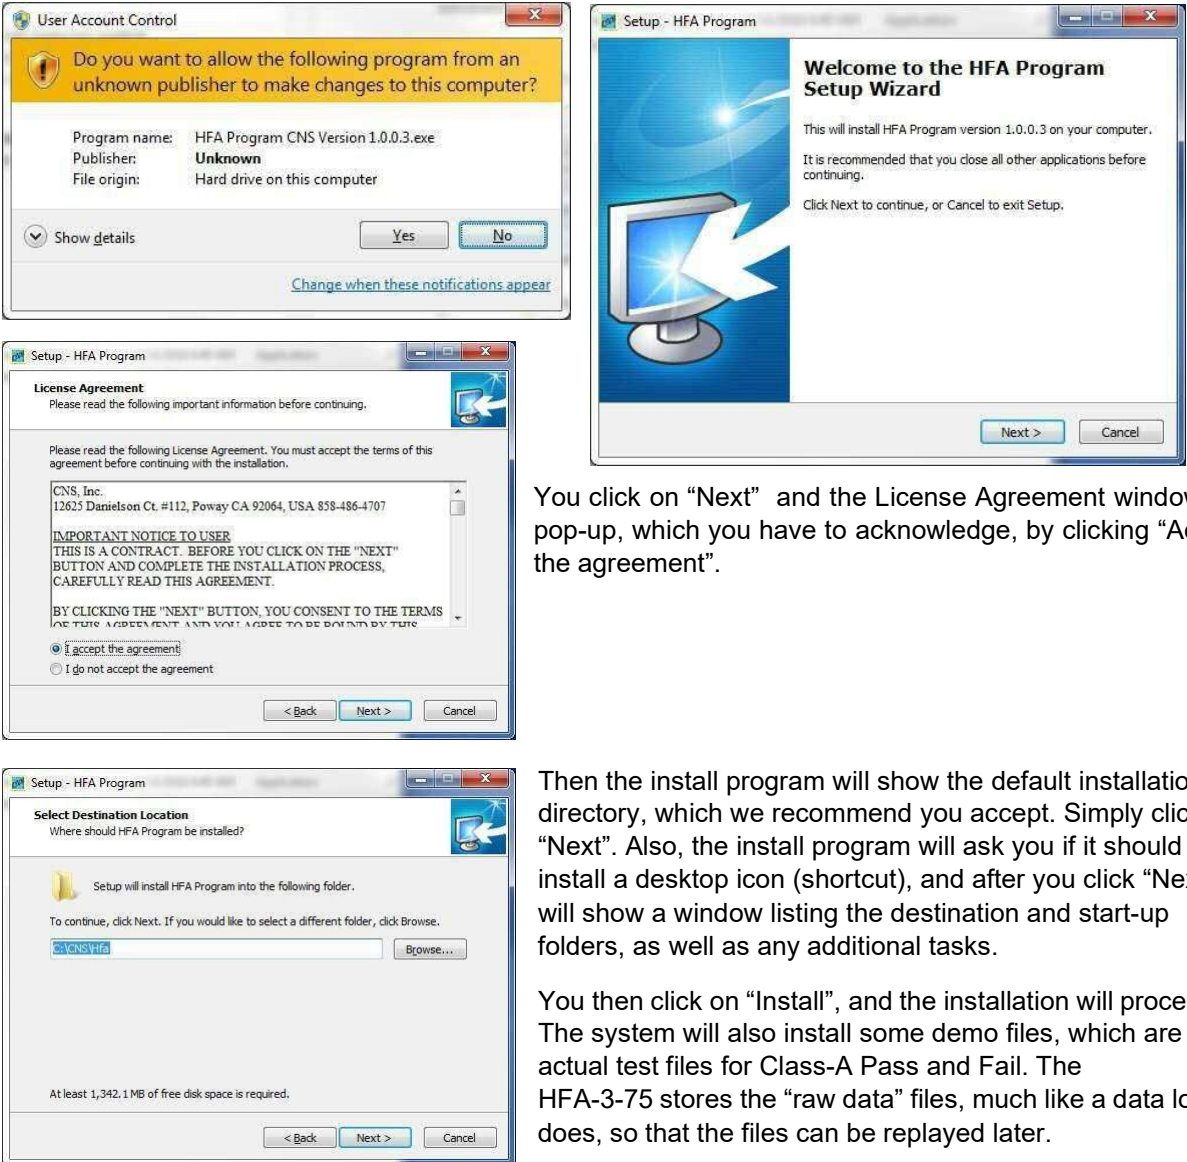 User Account Control
Do you want to allow the following program from an
unknown publisher to make changes to this computer?
Program name: HFA Program CNS Version 1.0.0.3.exe
Publisher: Unknown
File origin: Hard drive on this computer
Show details
Yes
No
Change when these notifications appear
Setup - HFA Program
Welcome to the HFA Program
Setup Wizard
This will install HFA Program version 1.0.0.3 on your computer.
It is recommended that you close all other applications before
continuing.
Click Next to continue, or Cancel to exit Setup.
Next >
Cancel
Setup - HFA Program
License Agreement
Please read the following important information before continuing.
Please read the following License Agreement. You must accept the terms of this
agreement before continuing with the installation.
CNS, Inc.
12625 Danielson Ct. #112, Poway CA 92064, USA 858-486-4707
IMPORTANT NOTICE TO USER
THIS IS A CONTRACT. BEFORE YOU CLICK ON THE "NEXT"
BUTTON AND COMPLETE THE INSTALLATION PROCESS,
CAREFULLY READ THIS AGREEMENT.
BY CLICKING THE "NEXT" BUTTON, YOU CONSENT TO THE TERMS
OF THIS AGREEMENT AND YOU AGREE TO BE BOUND BY THIS
I accept the agreement
I do not accept the agreement
< Back
Next >
Cancel
You click on “Next” and the License Agreement window
pop-up, which you have to acknowledge, by clicking
the agreement”.
Setup - HFA Program
Select Destination Location
Where should HFA Program be installed?
Setup will install HFA Program into the following folder.
To continue, click Next. If you would like to select a different folder, click Browse.
C:\CNS\Hfa
Browse...
At least 1,342.1 MB of free disk space is required.
< Back
Next >
Cancel
Then the install program will show the default
directory, which we recommend you accept. Simply
“Next”. Also, the install program will ask you if it should
install a desktop icon (shortcut), and after you click
will show a window listing the destination and start-up
folders, as well as any additional tasks.
You then click on “Install”, and the installation will
The system will also install some demo files, which are
actual test files for Class-A Pass and Fail. The
HFA-3-75 stores the “raw data” files, much like a data
does, so that the files can be replayed later.